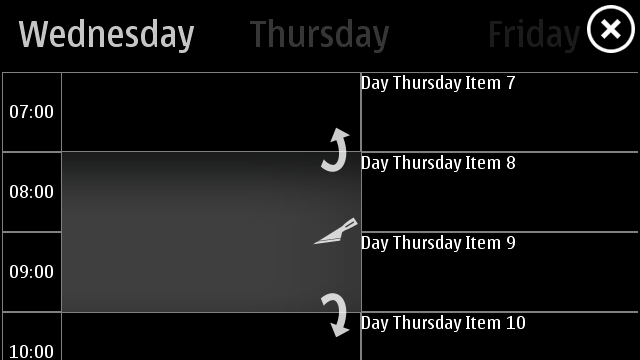 Wednesday Thursday Friday
07:00 Day Thursday Item 7
08:00 Day Thursday Item 8
09:00 Day Thursday Item 9
10:00 Day Thursday Item 10